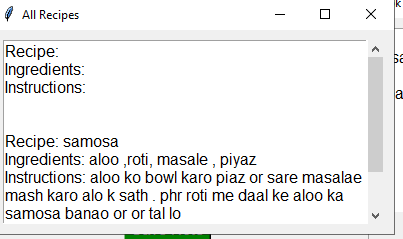 All Recipes
Recipe:
Ingredients:
Instructions:
Recipe: samosa
Ingredients: aloo ,roti, masale , piyaz
Instructions: aloo ko bowl karo piaz or sare masalae
mash karo alo k sath . phr roti me daal ke aloo ka
samosa banao or or tal lo